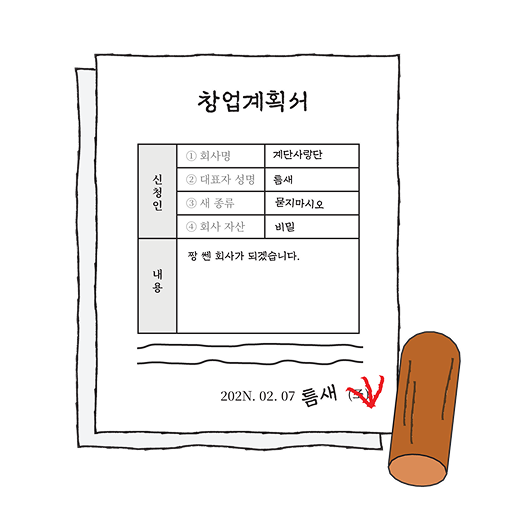 창업계획서
신청인
① 회사명 계단사랑단
② 대표자 성명 틈새
③ 새 종류 묻지마시오
④ 회사 자산 비밀
내용
짱 쎈 회사가 되겠습니다.
202N. 02. 07 틈새